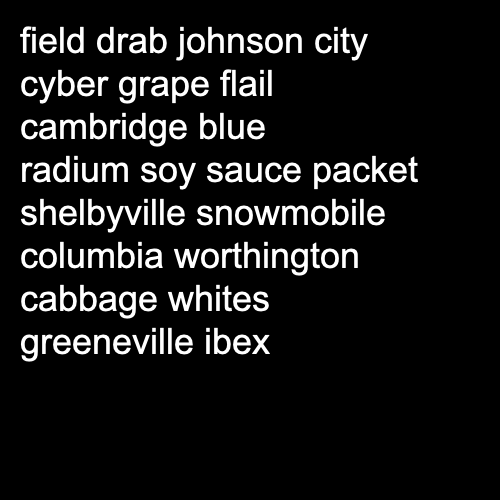 field drab johnson city
cyber grape flail
cambridge blue
radium soy sauce packet
shelbyville snowmobile
columbia worthington
cabbage whites
greeneville ibex